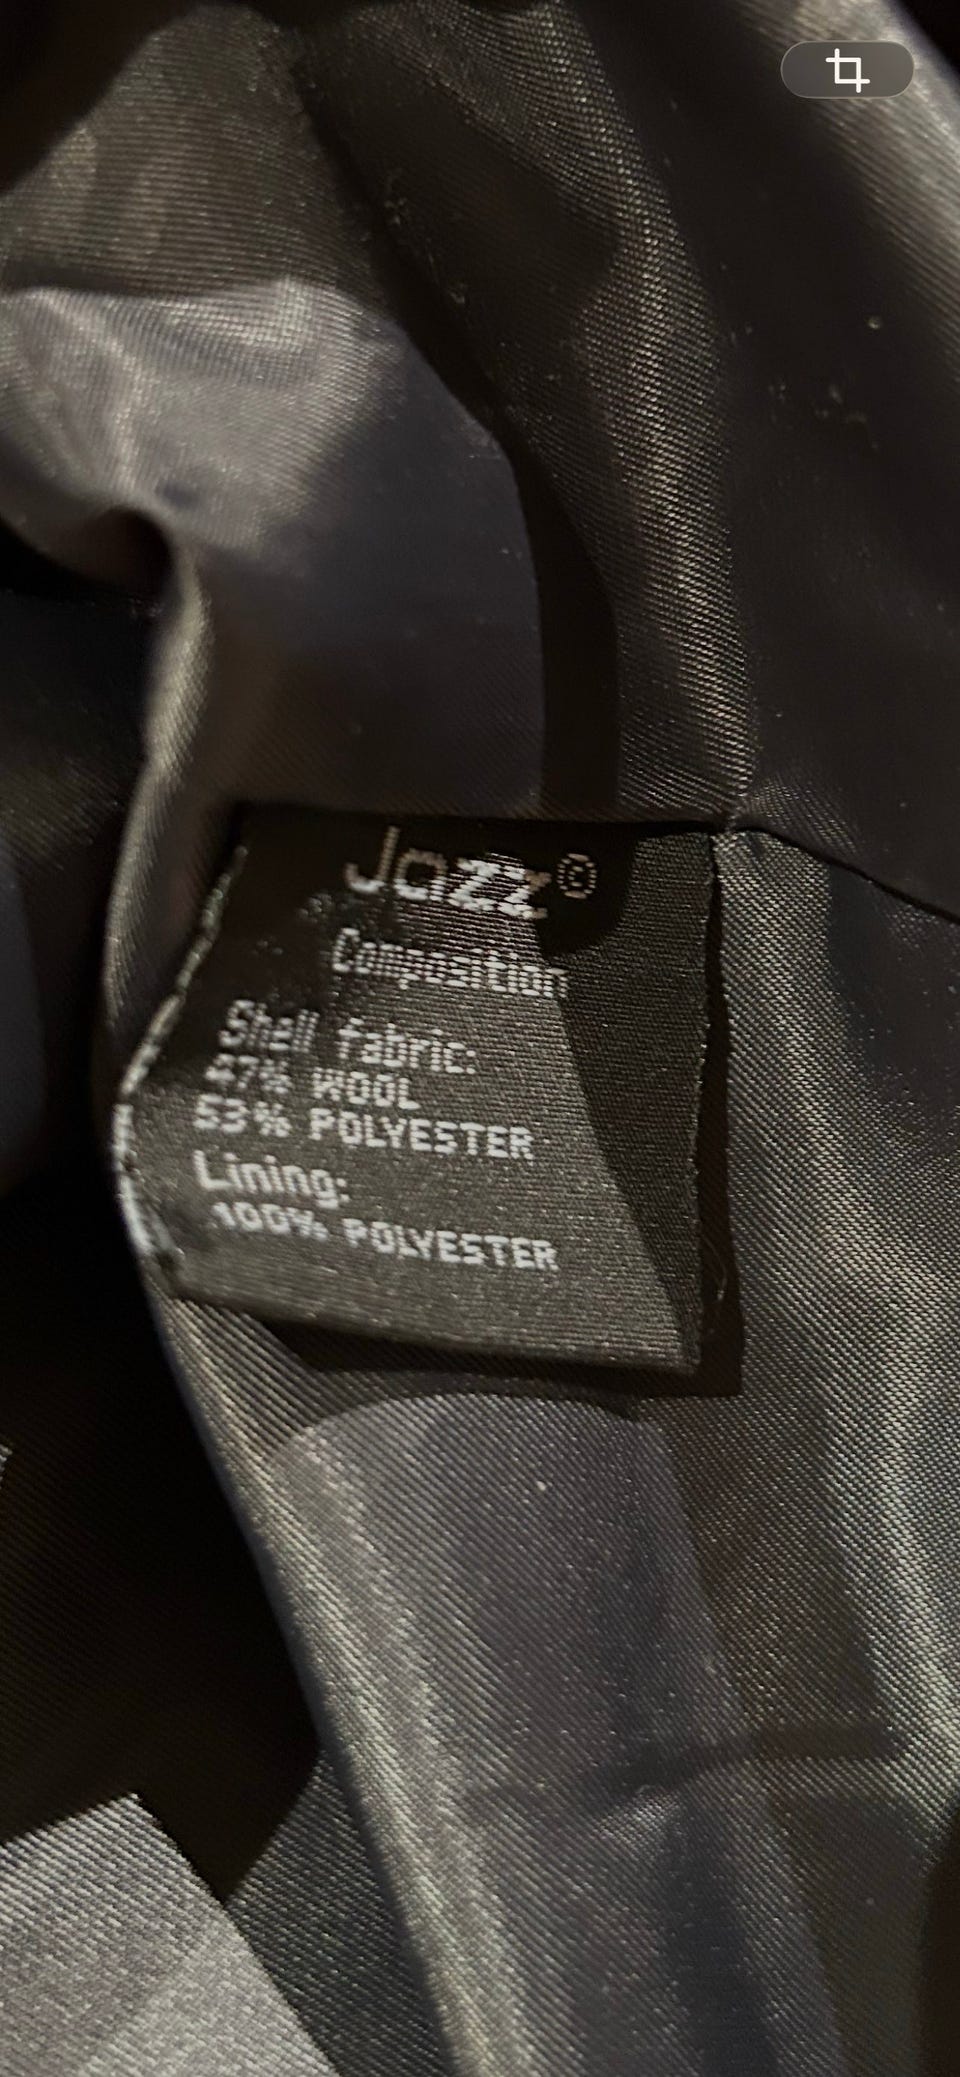 Jazz©
Composition
Shell fabric:
47% WOOL
53% POLYESTER
Lining:
100% POLYESTER